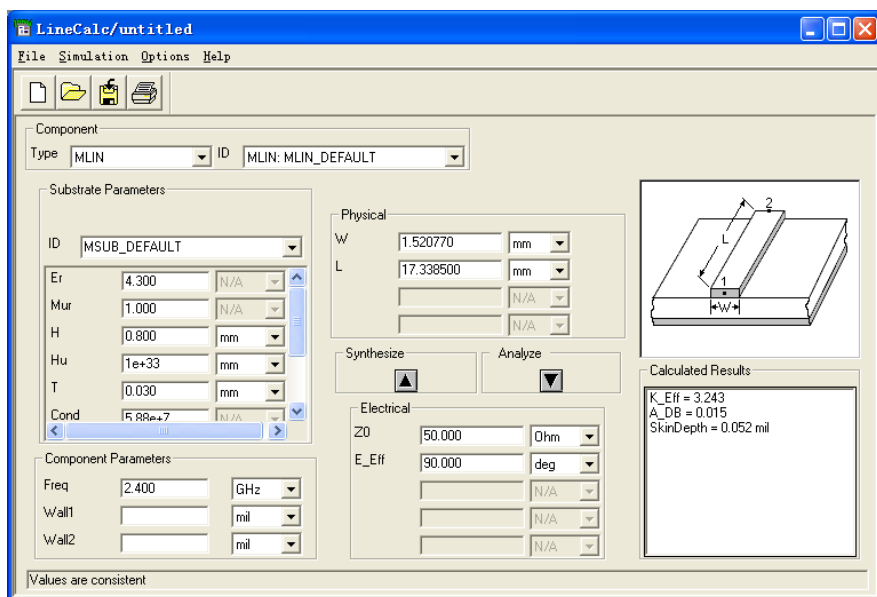 LineCalc/untitled
File Simulation Options Help
Component
Type MLIN ID MLIN: MLIN_DEFAULT
Substrate Parameters
ID MSUB_DEFAULT
Er 4.300 N/A
Mur 1.000 N/A
H 0.800 mm
Hu 1e+33 mm
T 0.030 mm
Cond 5.88e+7 N/A
Component Parameters
Freq 2.400 GHz
Wall1 mil
Wall2 mil
Physical
W 1.520770 mm
L 17.338500 mm
N/A
N/A
Synthesize Analyze
Electrical
Z0 50.000 Ohm
E_Eff 90.000 deg
N/A
N/A
N/A
2
L
1
W
Calculated Results
K_Eff = 3.243
A_DB = 0.015
SkinDepth = 0.052 mil
Values are consistent